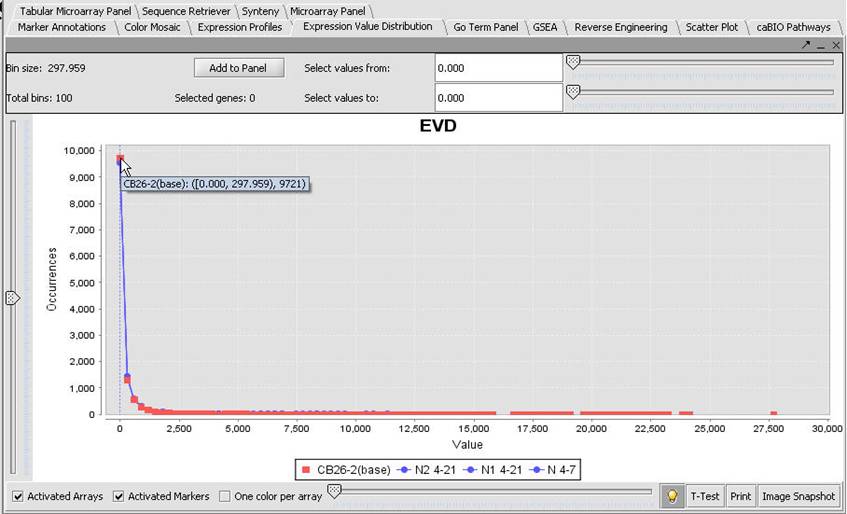 Tabular Microarray Panel Sequence Retriever Synteny Microarray Panel
Marker Annotations Color Mosaic Expression Profiles Expression Value Distribution Go Term Panel GSEA Reverse Engineering Scatter Plot caBIO Pathways
Bin size: 297.959 Add to Panel Select values from: 0.000
Total bins: 100 Selected genes: 0 Select values to: 0.000
EVD
10,000
9,000
CB26-2(base): ([0.000, 297.959), 9721)
8,000
7,000
6,000
5,000
4,000
3,000
2,000
1,000
0
Occurrences
0 2,500 5,000 7,500 10,000 12,500 15,000 17,500 20,000 22,500 25,000 27,500 30,000
Value
CB26-2(base) N2 4-21 N1 4-21 N 4-7
Activated Arrays Activated Markers One color per array T-Test Print Image Snapshot